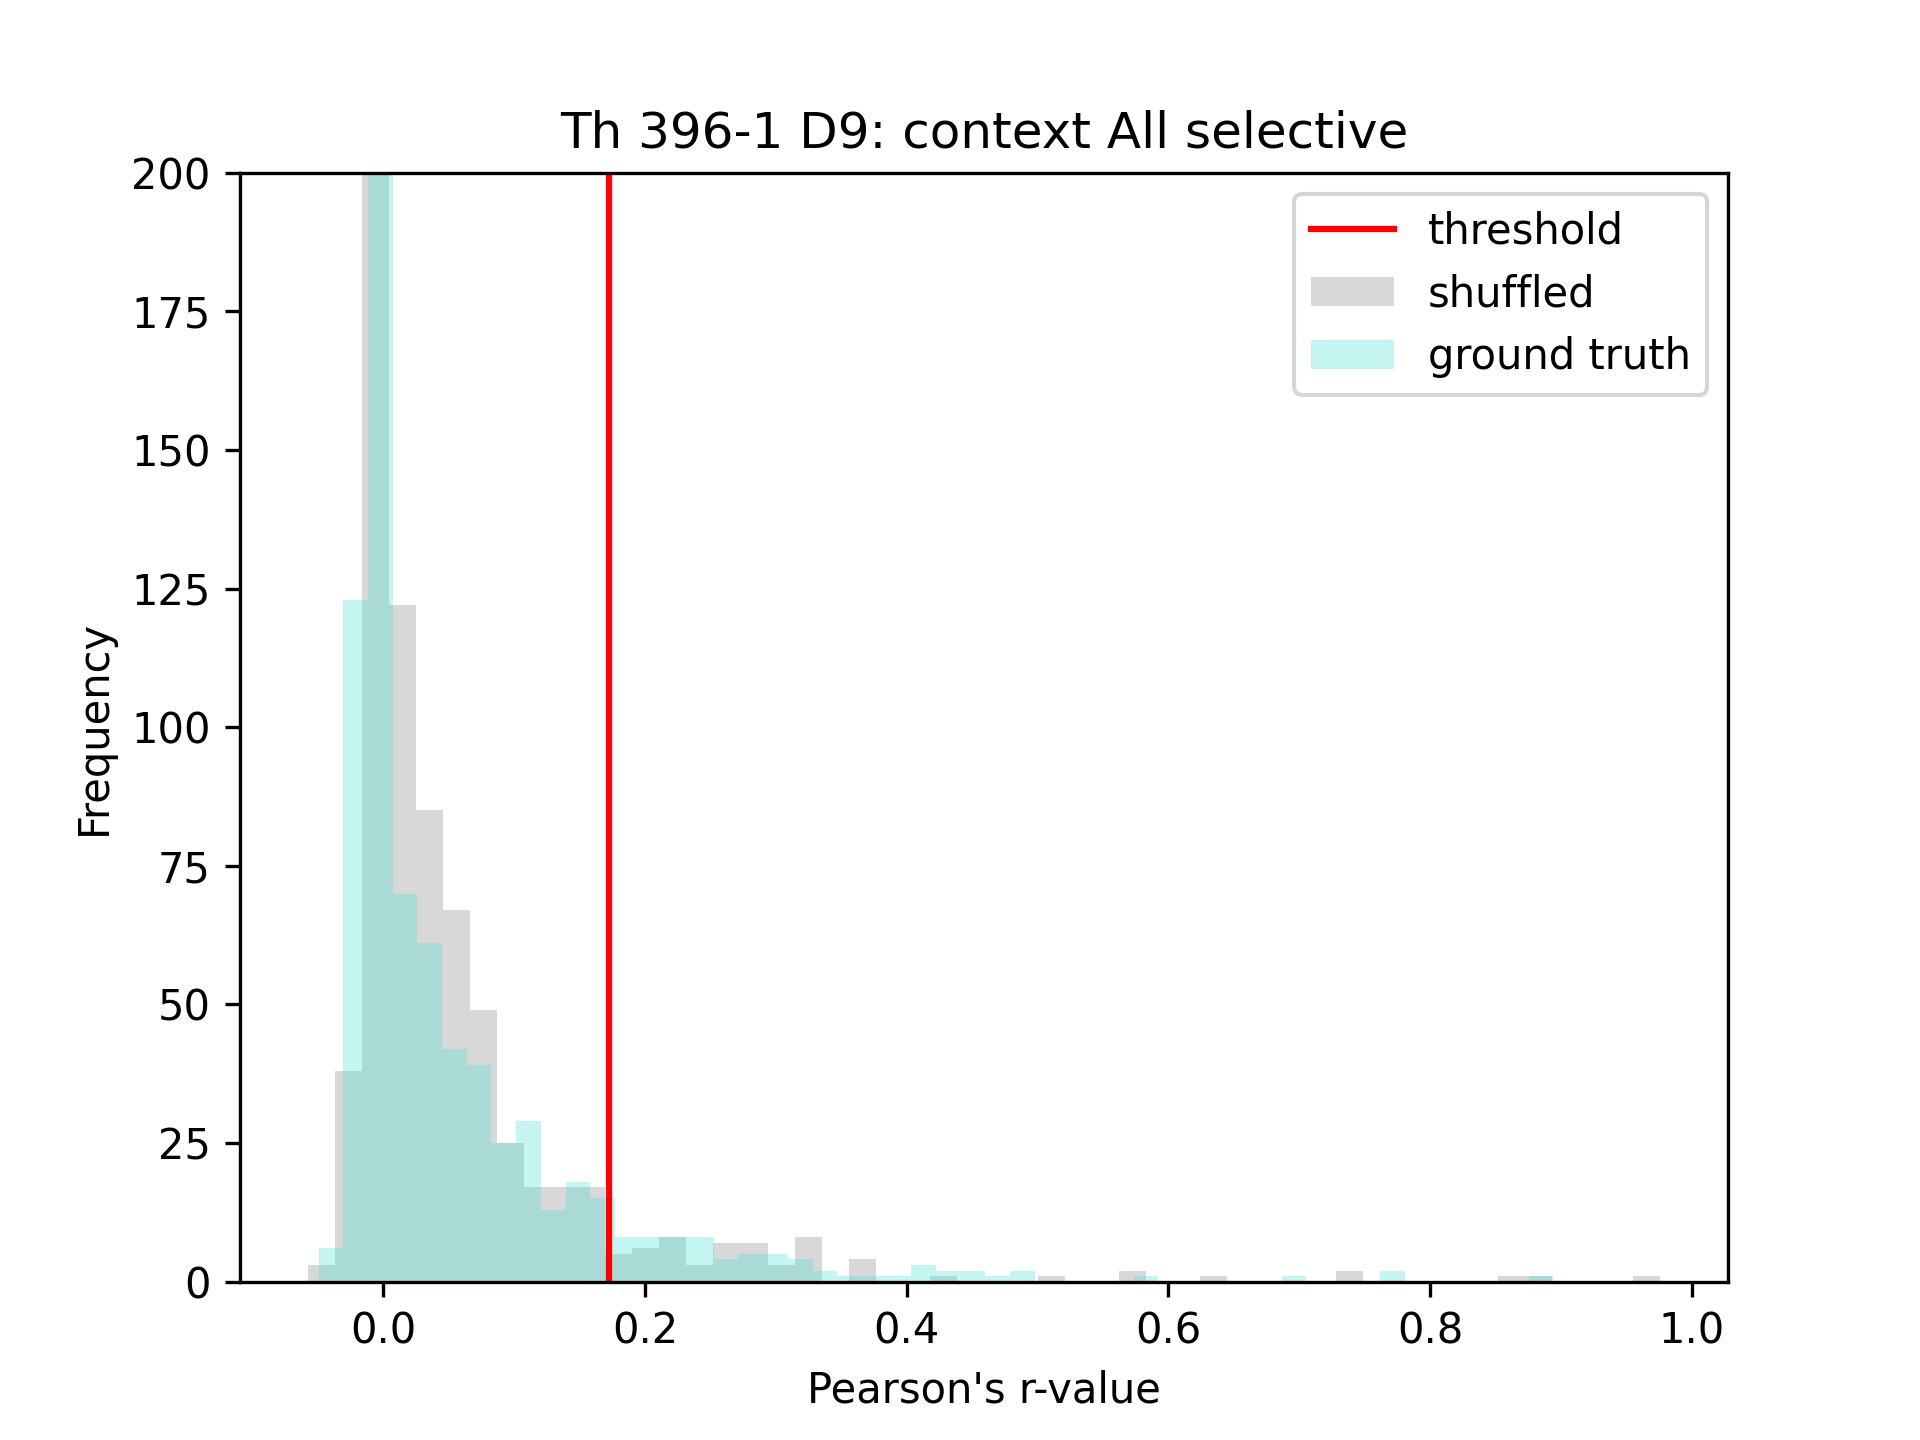 Th 396-1 D9: context All selective
200
175
150
125
100
75
50
25
0
Frequency
threshold
shuffled
ground truth
0.0 0.2 0.4 0.6 0.8 1.0
Pearson's r-value